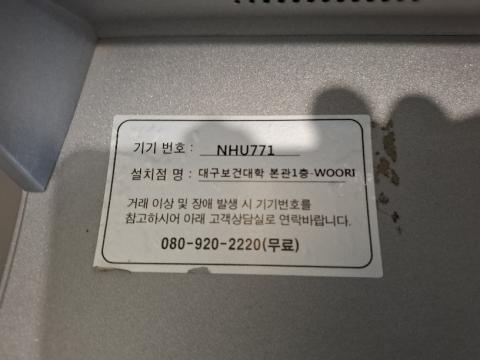 기기 번호 : NHU771
설치점 명 : 대구보건대학 본관1층-WOORI
거래 이상 및 장애 발생 시 기기번호를
참고하시어 아래 고객상담실로 연락바랍니다.
080-920-2220(무료)